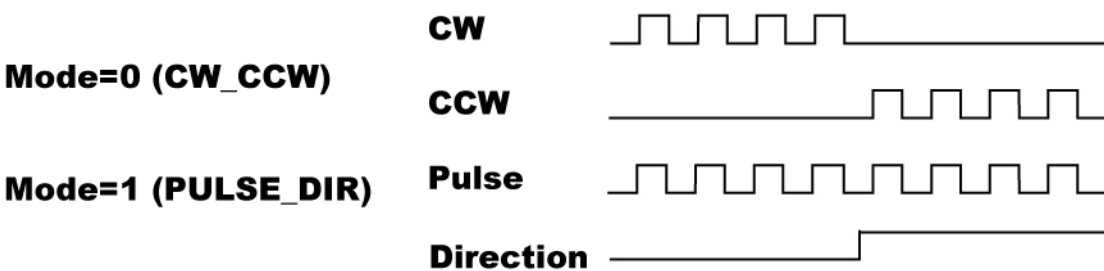 CW
Mode=0 (CW_CCW)
CCW
Mode=1 (PULSE_DIR)
Pulse
Direction